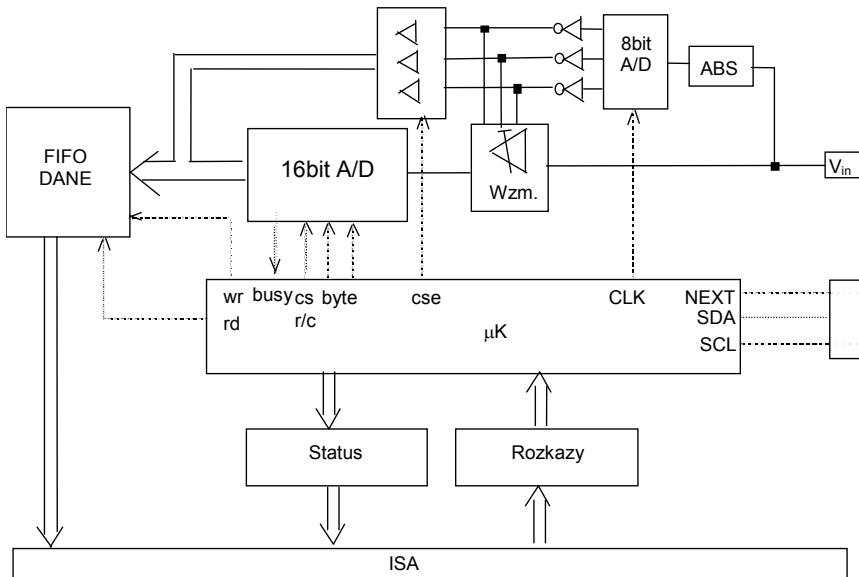 8bit
A/D
ABS
FIFO
DANE
16bit A/D
Wzm.
Vin
wr
busy
cs
byte
cse
CLK
NEXT
rd
r/c
μK
SDA
SCL
Status
Rozkazy
ISA